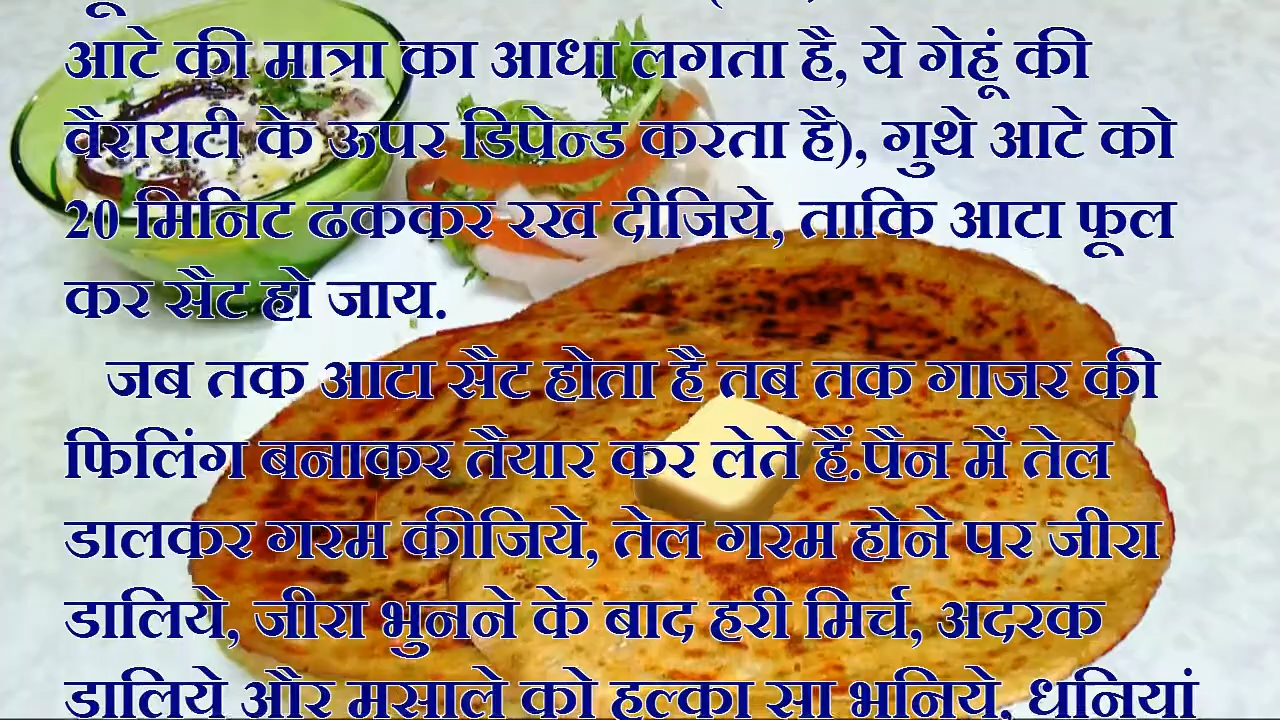 आटे की मात्रा का आधा लगता है, ये गेहूं की
वैरायटी के ऊपर डिपेन्ड करता है), गुथे आटे को
20 मिनिट ढककर रख दीजिये, ताकि आटा फूल
कर सैट हो जाय.
जब तक आटा सैट होता है तब तक गाजर की
फिलिंग बनाकर तैयार कर लेते हैं.पैन में तेल
डालकर गरम कीजिये, तेल गरम होने पर जीरा
डालिये, जीरा भुनने के बाद हरी मिर्च, अदरक
डालिये और मसाले को हल्का सा भूनिये, धनियां